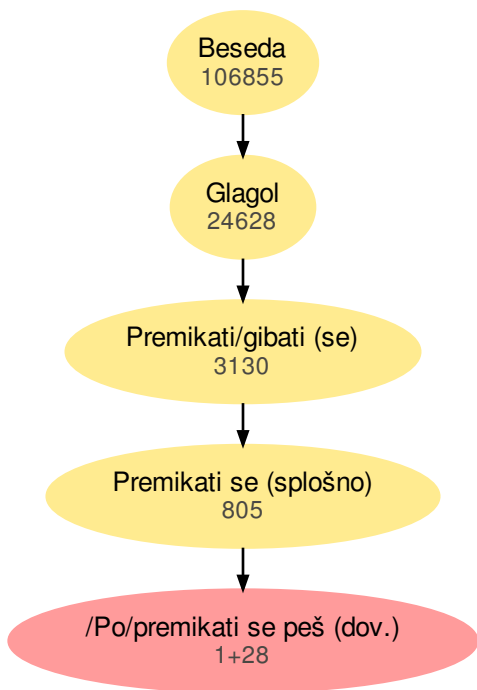 Beseda
106855
Glagol
24628
Premikati/gibati (se)
3130
Premikati se (splošno)
805
/Po/premikati se peš (dov.)
1+28